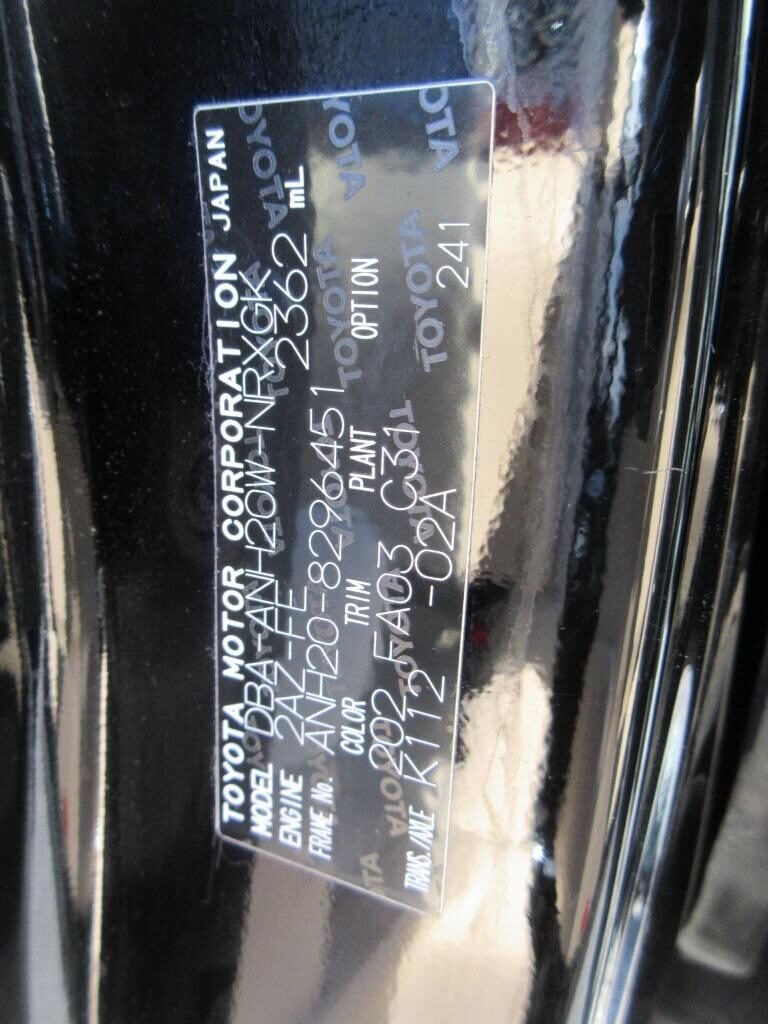 TOYOTA MOTOR CORPORATION JAPAN
MODEL DBA-ANH20W-NRXGK
ENGINE 2AZ-FE 2362 mL
FRAME No. ANH20-8296451
COLOR TRIM PLANT OPTION
202 FA03 C31 241
TRANS./AXLE K112 -02A